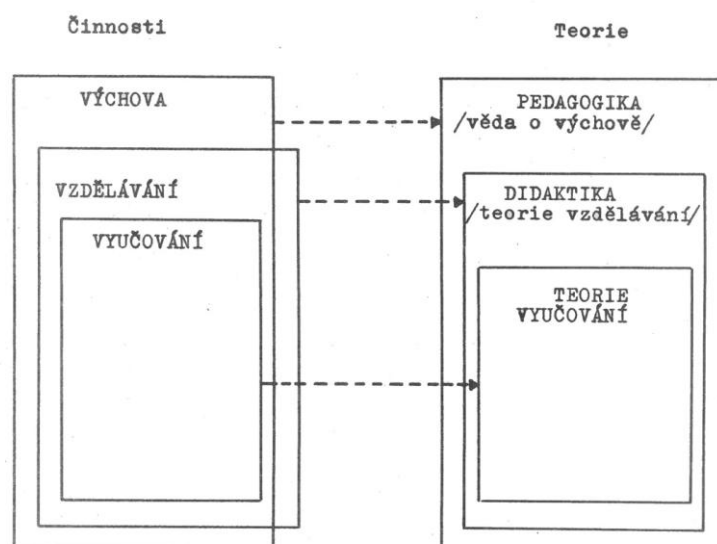 Činnosti
Teorie
VÝCHOVA
PEDAGOGIKA
/věda o výchově/
VZDĚLÁVÁNÍ
DIDAKTIKA
/teorie vzdělávání/
VYUČOVÁNÍ
TEORIE
VYUČOVÁNÍ